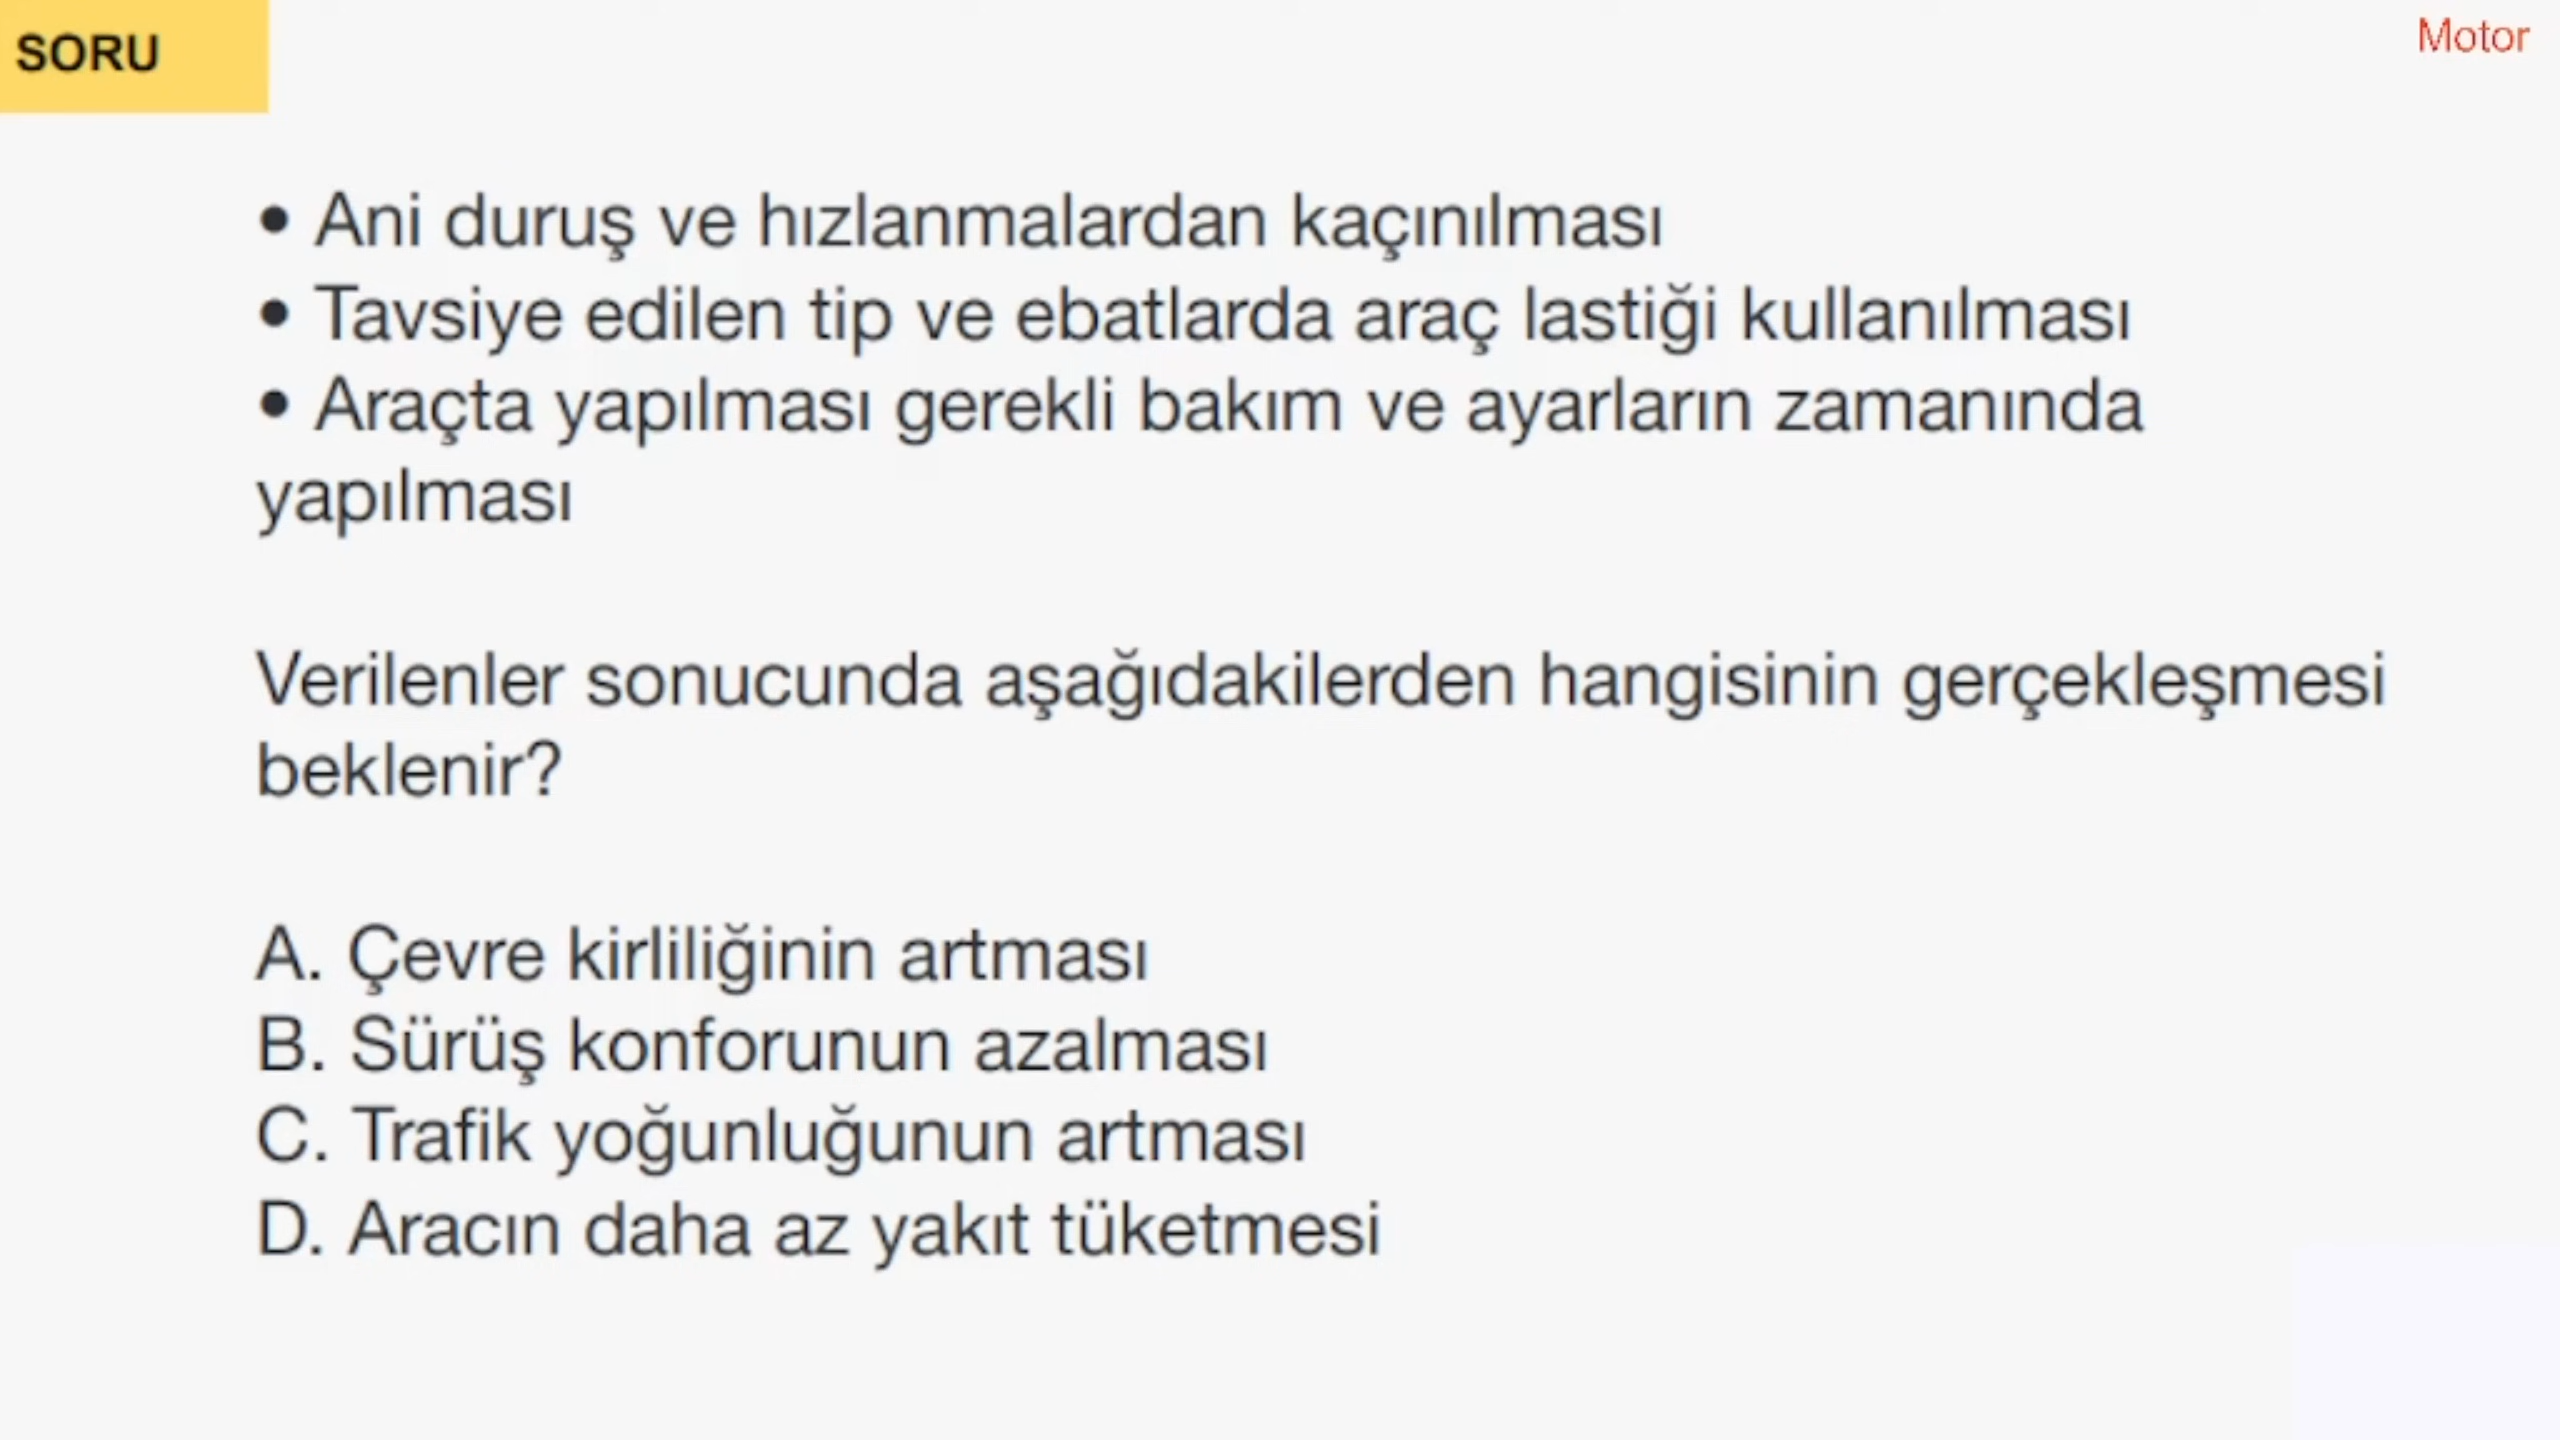 SORU
Motor
• Ani duruş ve hızlanmalardan kaçınılması
• Tavsiye edilen tip ve ebatlarda araç lastiği kullanılması
• Araçta yapılması gerekli bakım ve ayarların zamanında
yapılması
Verilenler sonucunda aşağıdakilerden hangisinin gerçekleşmesi
beklenir?
A. Çevre kirliliğinin artması
B. Sürüş konforunun azalması
C. Trafik yoğunluğunun artması
D. Aracın daha az yakıt tüketmesi